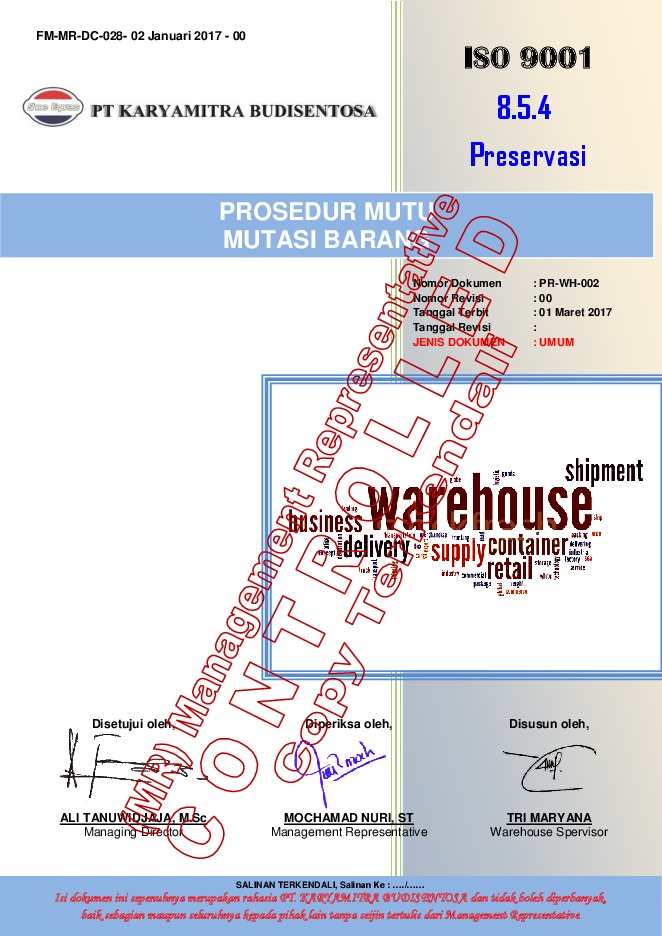 FM-MR-DC-028- 02 Januari 2017 - 00
ISO 9001
Shoe Express
PT KARYAMITRA BUDISENTOSA
8.5.4
Preservasi
PROSEDUR MUTU
MUTASI BARANG
Nomor Dokumen : PR-WH-002
Nomor Revisi : 00
Tanggal Terbit : 01 Maret 2017
Tanggal Revisi :
JENIS DOKUMEN : UMUM
(MR) Management Representative
CONTROLLED
Copy Terkendali
shipment
warehouse
business
delivery
supply
container
retail
Disetujui oleh,
Diperiksa oleh,
Disusun oleh,
ALI TANUWIDJAJA, M.Sc
MOCHAMAD NURI, ST
TRI MARYANA
Managing Director
Management Representative
Warehouse Spervisor
SALINAN TERKENDALI, Salinan Ke : …./……
Isi dokumen ini sepenuhnya merupakan rahasia PT. KARYAMITRA BUDISENTOSA dan tidak boleh diperbanyak,
baik sebagian maupun seluruhnya kepada pihak lain tanpa seijin tertulis dari Management Representative.